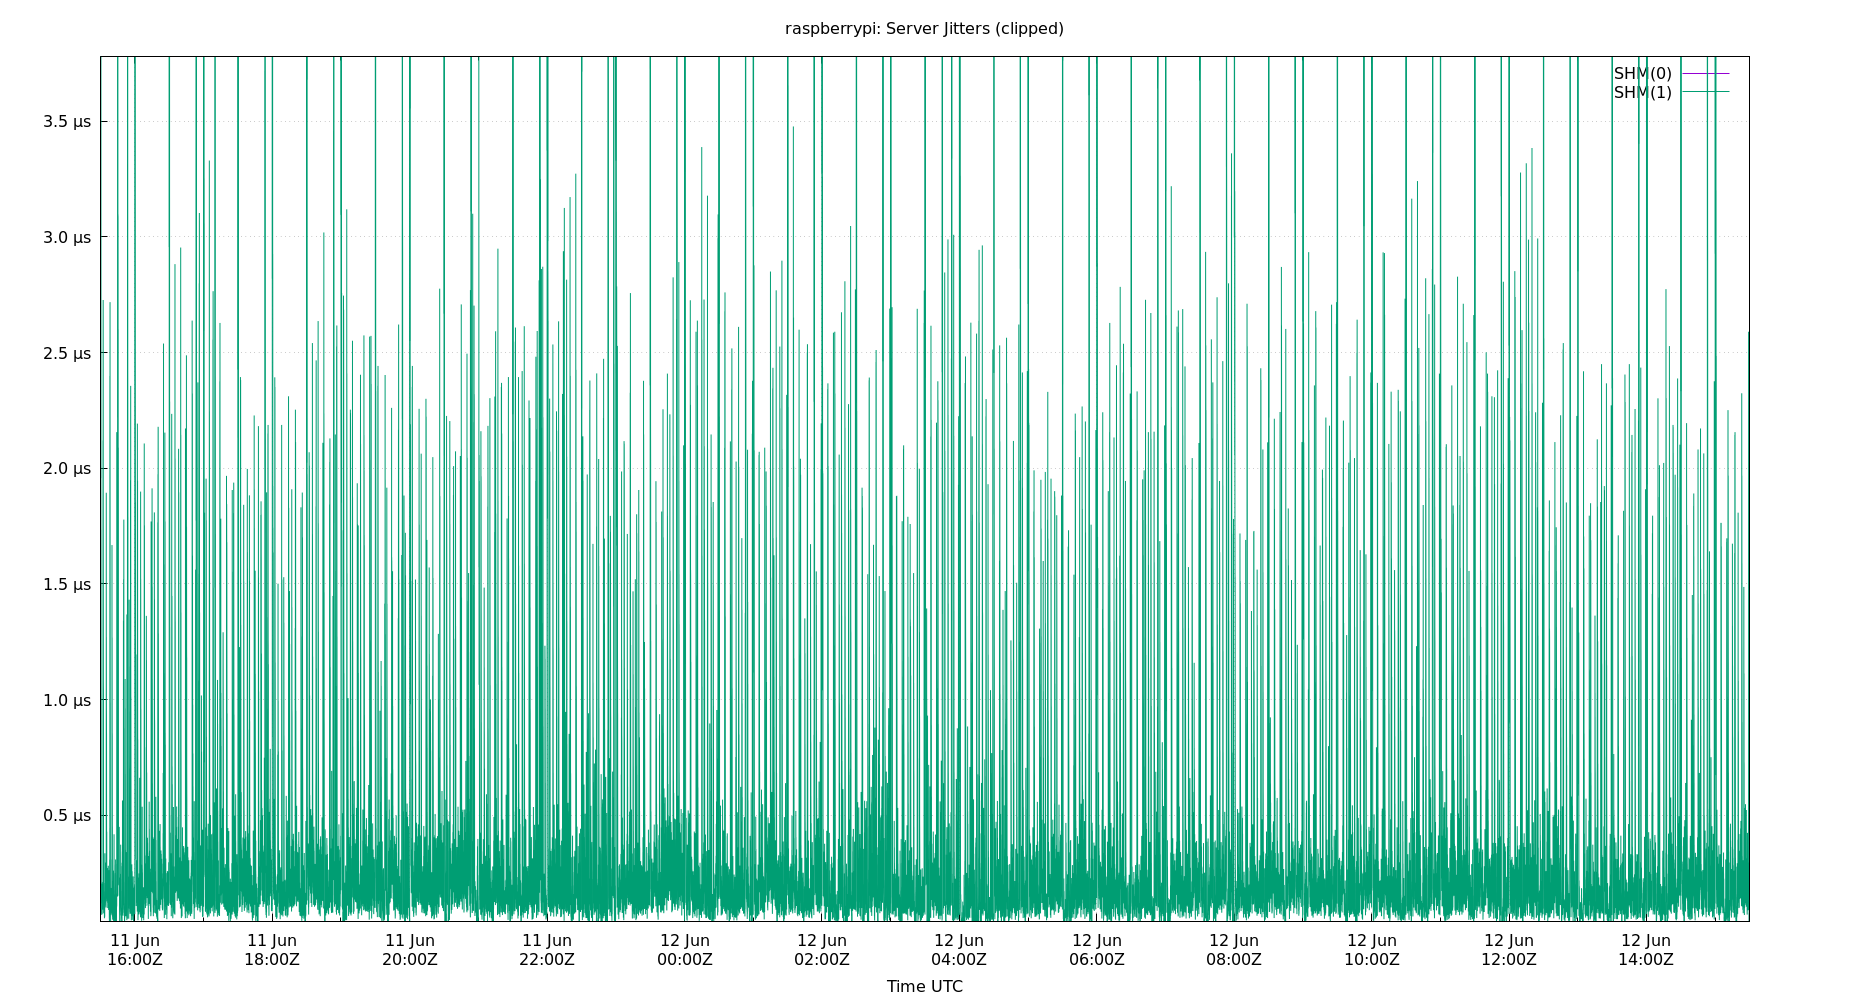 raspberrypi: Server Jitters (clipped)
SHM(0)
SHM(1)
3.5 µs
3.0 µs
2.5 µs
2.0 µs
1.5 µs
1.0 µs
0.5 µs
11 Jun 11 Jun 11 Jun 11 Jun 12 Jun 12 Jun 12 Jun 12 Jun 12 Jun 12 Jun 12 Jun 12 Jun
16:00Z 18:00Z 20:00Z 22:00Z 00:00Z 02:00Z 04:00Z 06:00Z 08:00Z 10:00Z 12:00Z 14:00Z
Time UTC